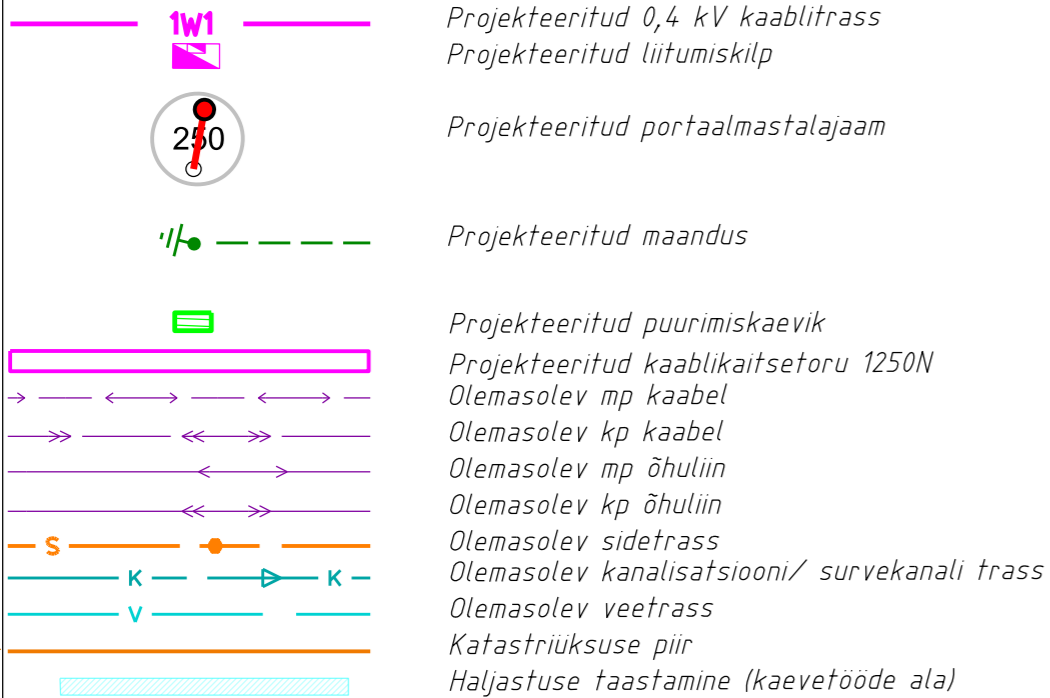 1W1 Projekteeritud 0,4 kV kaablitrass
Projekteeritud liitumiskilp
250 Projekteeritud portaalmastalajaam
Projekteeritud maandus
Projekteeritud puurimiskaevik
Projekteeritud kaablikaitsetoru 1250N
Olemasolev mp kaabel
Olemasolev kp kaabel
Olemasolev mp õhuliin
Olemasolev kp õhuliin
S Olemasolev sidetrass
K K Olemasolev kanalisatsiooni/ survekanali trass
V Olemasolev veetrass
Katastriüksuse piir
Haljastuse taastamine (kaevetööde ala)